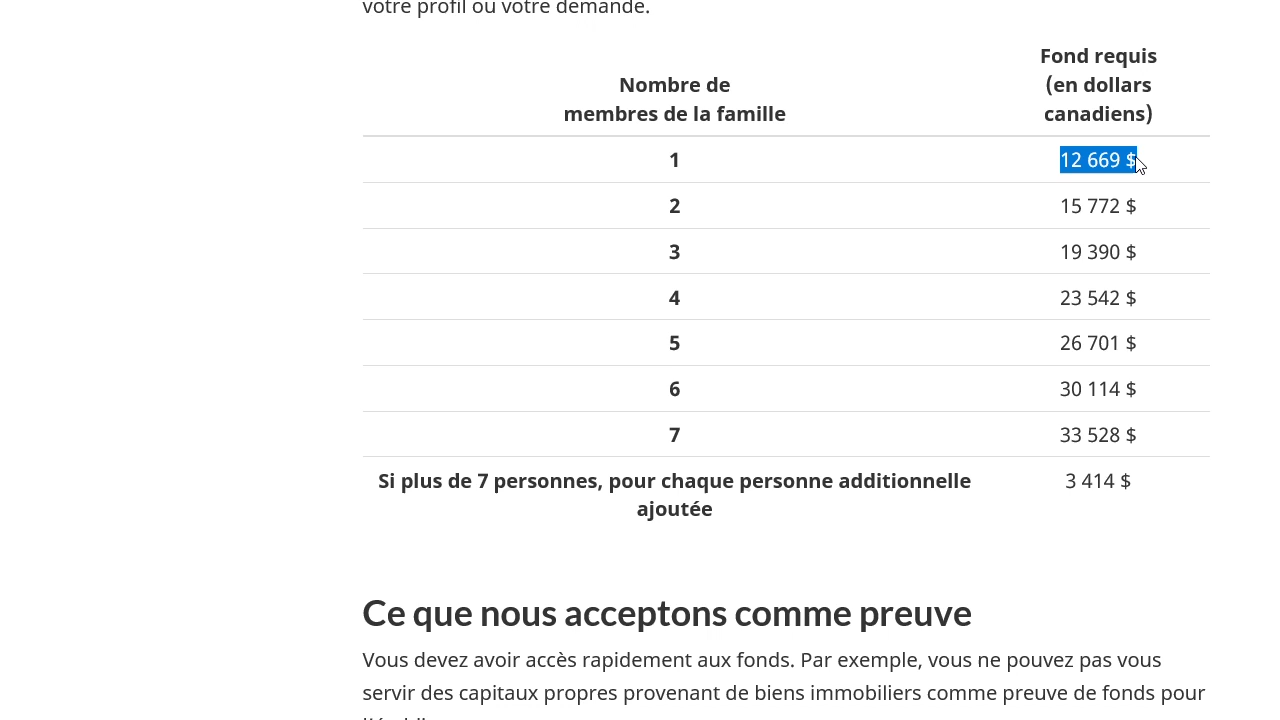 votre profil ou votre demande.
Nombre de
membres de la famille
Fond requis
(en dollars
canadiens)
1 12 669 $
2 15 772 $
3 19 390 $
4 23 542 $
5 26 701 $
6 30 114 $
7 33 528 $
Si plus de 7 personnes, pour chaque personne additionnelle 3 414 $
ajoutée
Ce que nous acceptons comme preuve
Vous devez avoir accès rapidement aux fonds. Par exemple, vous ne pouvez pas vous
servir des capitaux propres provenant de biens immobiliers comme preuve de fonds pour